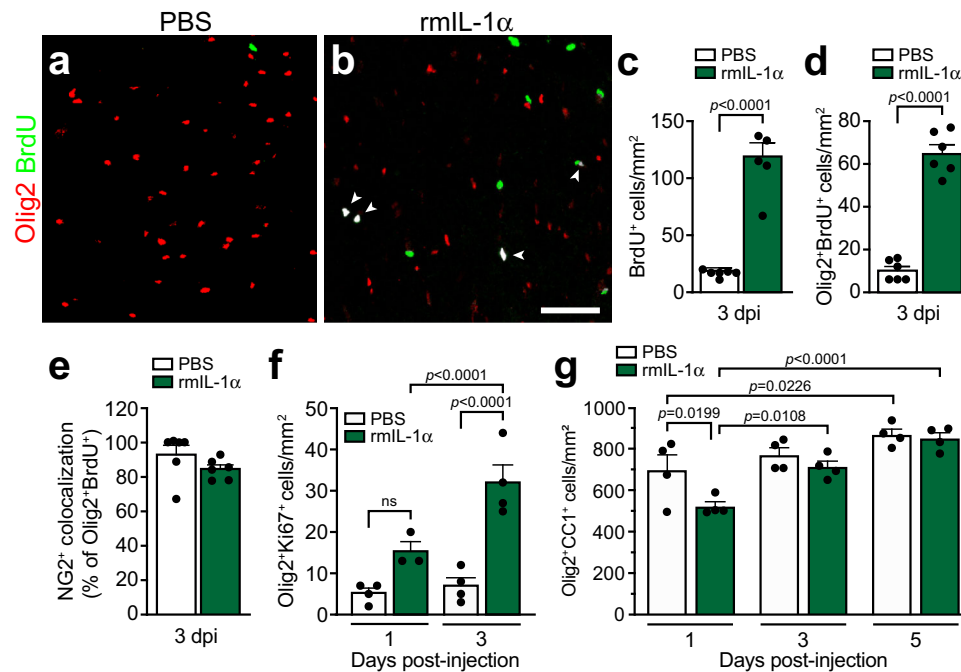 PBS
rmIL-1α
Olig2 BrdU
a
b
c
PBS
rmIL-1α
p<0.0001
150
100
50
0
BrdU⁺ cells/mm²
3 dpi
d
PBS
rmIL-1α
p<0.0001
80
60
40
20
0
Olig2⁺BrdU⁺ cells/mm²
3 dpi
e
PBS
rmIL-1α
120
100
80
60
40
20
0
NG2⁺ colocalization
(% of Olig2⁺BrdU⁺)
3 dpi
f
PBS
rmIL-1α
p<0.0001
p<0.0001
ns
50
40
30
20
10
0
Olig2⁺Ki67⁺ cells/mm²
1
3
Days post-injection
g
PBS
rmIL-1α
p<0.0001
p=0.0226
p=0.0199
p=0.0108
1000
800
600
400
200
0
Olig2⁺CC1⁺ cells/mm²
1
3
5
Days post-injection